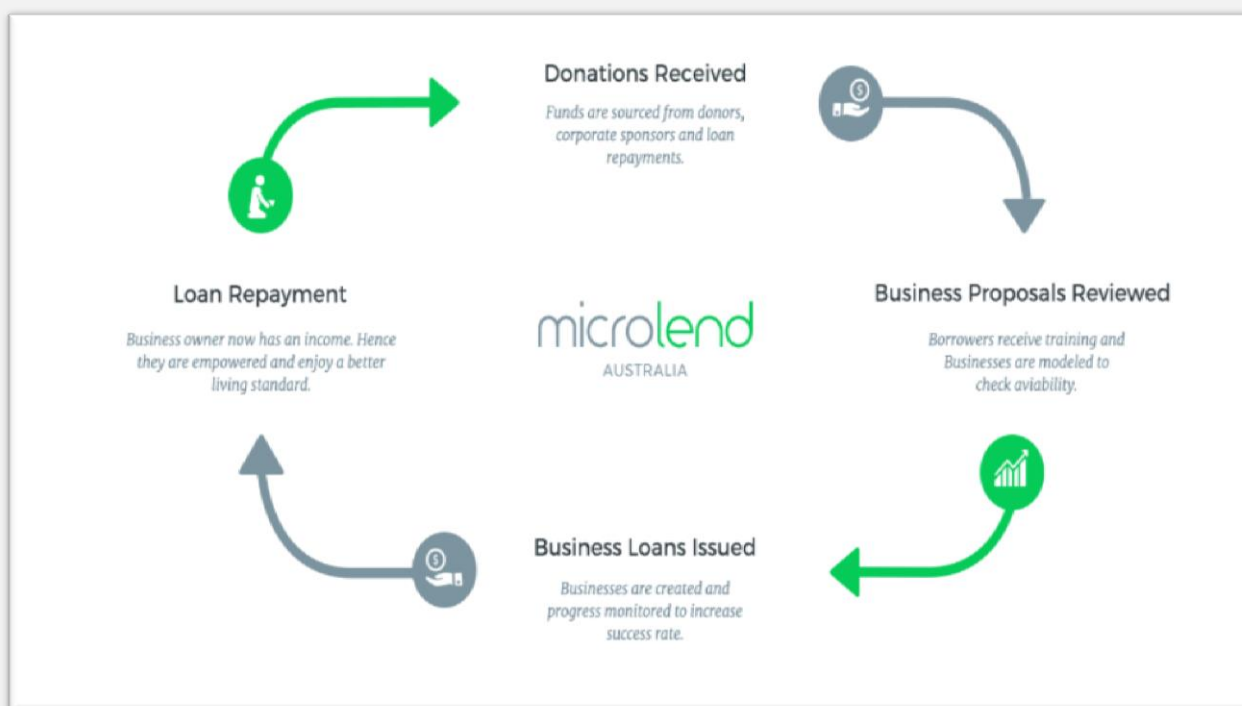 Donations Received
Funds are sourced from donors,
corporate sponsors and loan
repayments.
Loan Repayment
Business owner now has an income. Hence
they are empowered and enjoy a better
living standard.
microlend
AUSTRALIA
Business Proposals Reviewed
Borrowers receive training and
Businesses are modeled to
check aviability.
Business Loans Issued
Businesses are created and
progress monitored to increase
success rate.